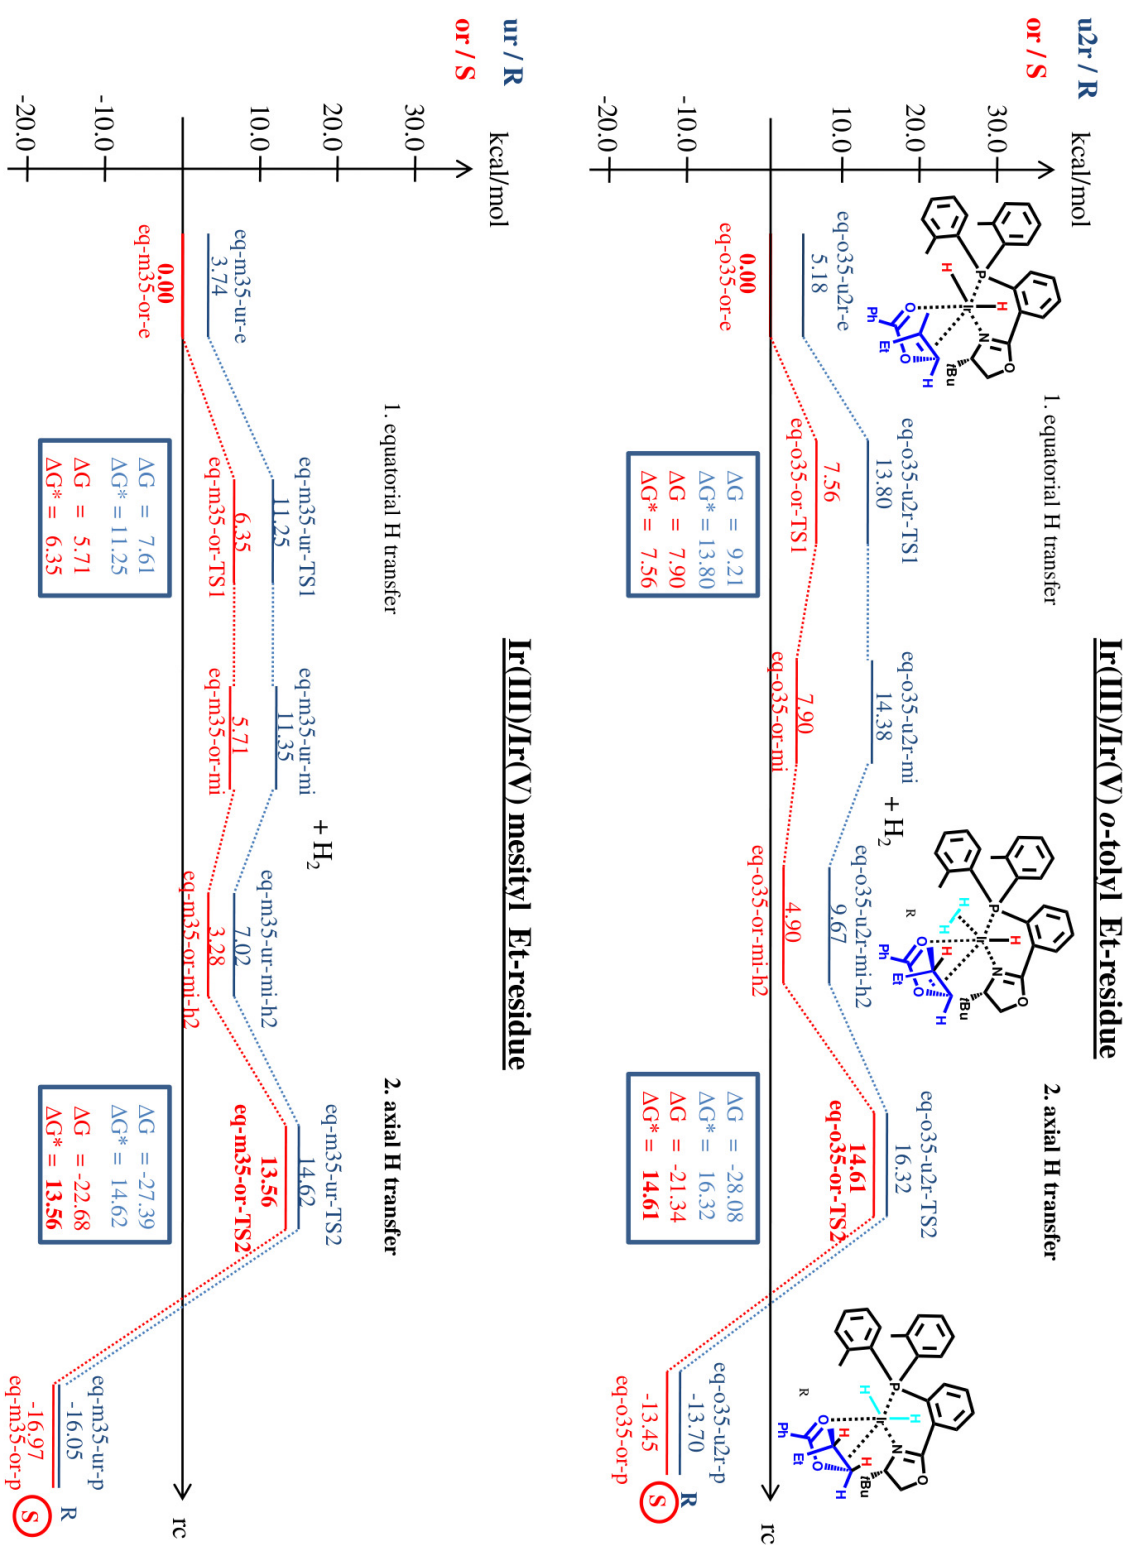 Ir(III)/Ir(V) o-tolyl Et-residue
u2r / R
or / S
kcal/mol
30.0
20.0
10.0
-10.0
-20.0
1. equatorial H transfer
2. axial H transfer
P
H
H
Ir
N
O
O
O
Ph
Et
H
tBu
eq-o35-u2r-e
5.18
0.00
eq-o35-or-e
eq-o35-u2r-TS1
13.80
7.56
eq-o35-or-TS1
ΔG = 9.21
ΔG* = 13.80
ΔG = 7.90
ΔG* = 7.56
eq-o35-u2r-mi
14.38
7.90
eq-o35-or-mi
+ H2
P
H
H
H
H
Ir
N
O
O
O
Ph
Et
H
tBu
R
eq-o35-u2r-mi-h2
9.67
4.90
eq-o35-or-mi-h2
eq-o35-u2r-TS2
16.32
14.61
eq-o35-or-TS2
ΔG = -28.08
ΔG* = 16.32
ΔG = -21.34
ΔG* = 14.61
P
H
H
H
H
Ir
N
O
O
O
Ph
Et
H
tBu
R
eq-o35-u2r-p
-13.70
R
-13.45
eq-o35-or-p
S
rc
Ir(III)/Ir(V) mesityl Et-residue
ur / R
or / S
kcal/mol
30.0
20.0
10.0
-10.0
-20.0
1. equatorial H transfer
2. axial H transfer
eq-m35-ur-e
3.74
0.00
eq-m35-or-e
eq-m35-ur-TS1
11.25
6.35
eq-m35-or-TS1
ΔG = 7.61
ΔG* = 11.25
ΔG = 5.71
ΔG* = 6.35
eq-m35-ur-mi
11.35
5.71
eq-m35-or-mi
+ H2
eq-m35-ur-mi-h2
7.02
3.28
eq-m35-or-mi-h2
eq-m35-ur-TS2
14.62
13.56
eq-m35-or-TS2
ΔG = -27.39
ΔG* = 14.62
ΔG = -22.68
ΔG* = 13.56
eq-m35-ur-p
-16.05
R
-16.97
eq-m35-or-p
S
rc